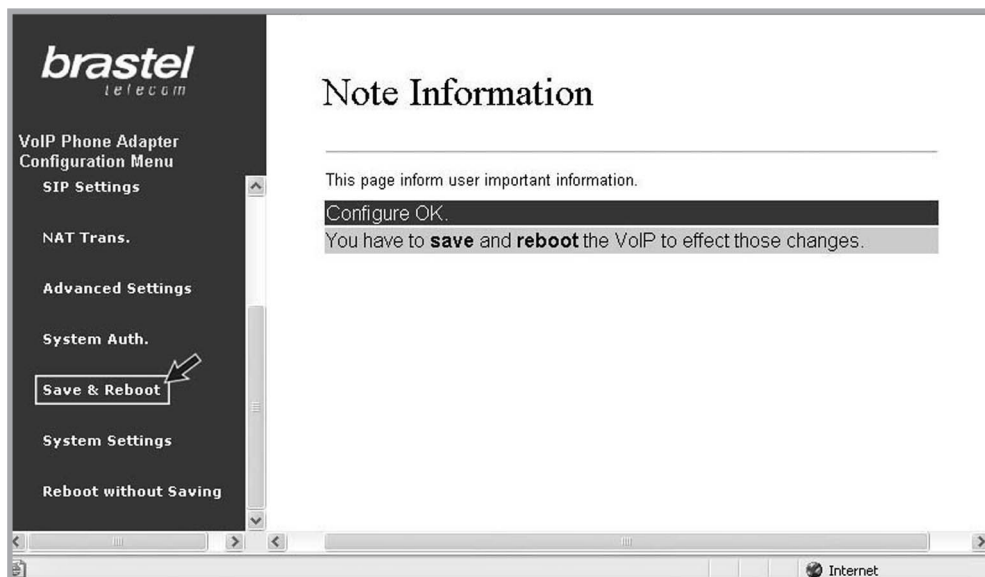 brastel
telecom
VoIP Phone Adapter
Configuration Menu
SIP Settings
NAT Trans.
Advanced Settings
System Auth.
Save & Reboot
System Settings
Reboot without Saving
Note Information
This page inform user important information.
Configure OK.
You have to save and reboot the VoIP to effect those changes.
Internet